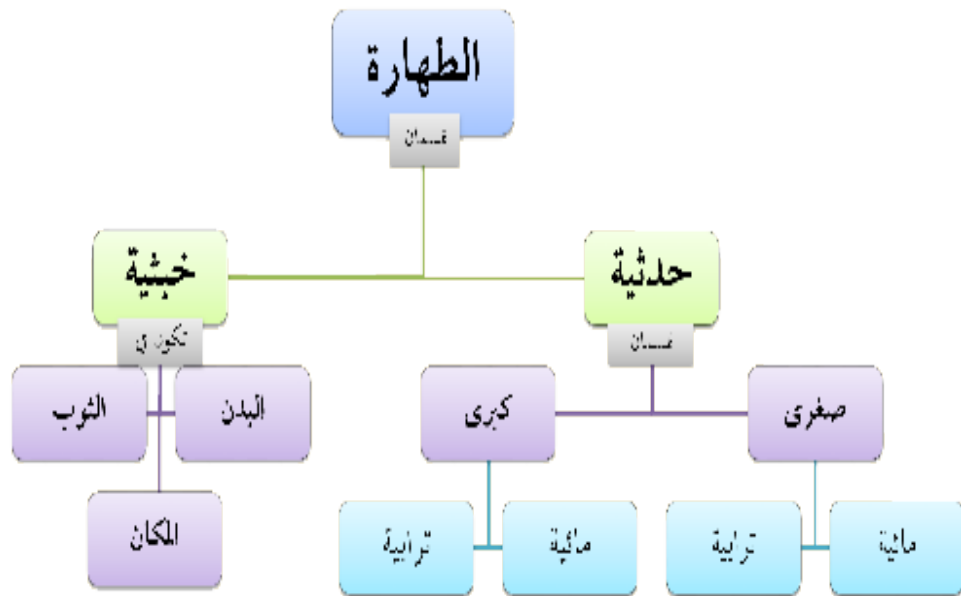 الطهارة
قسمان
حدثية
خبثية
قسمان
تكون في
صغرى
كبرى
البدن
الثوب
المكان
مائية
ترابية
مائية
ترابية